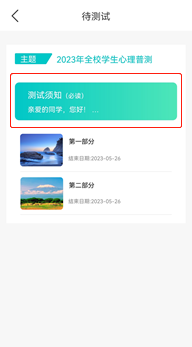 待测试
主题 2023年全校学生心理普测
测试须知 (必读)
亲爱的同学，您好！ ...
第一部分
结束日期:2023-05-26
第二部分
结束日期:2023-05-26